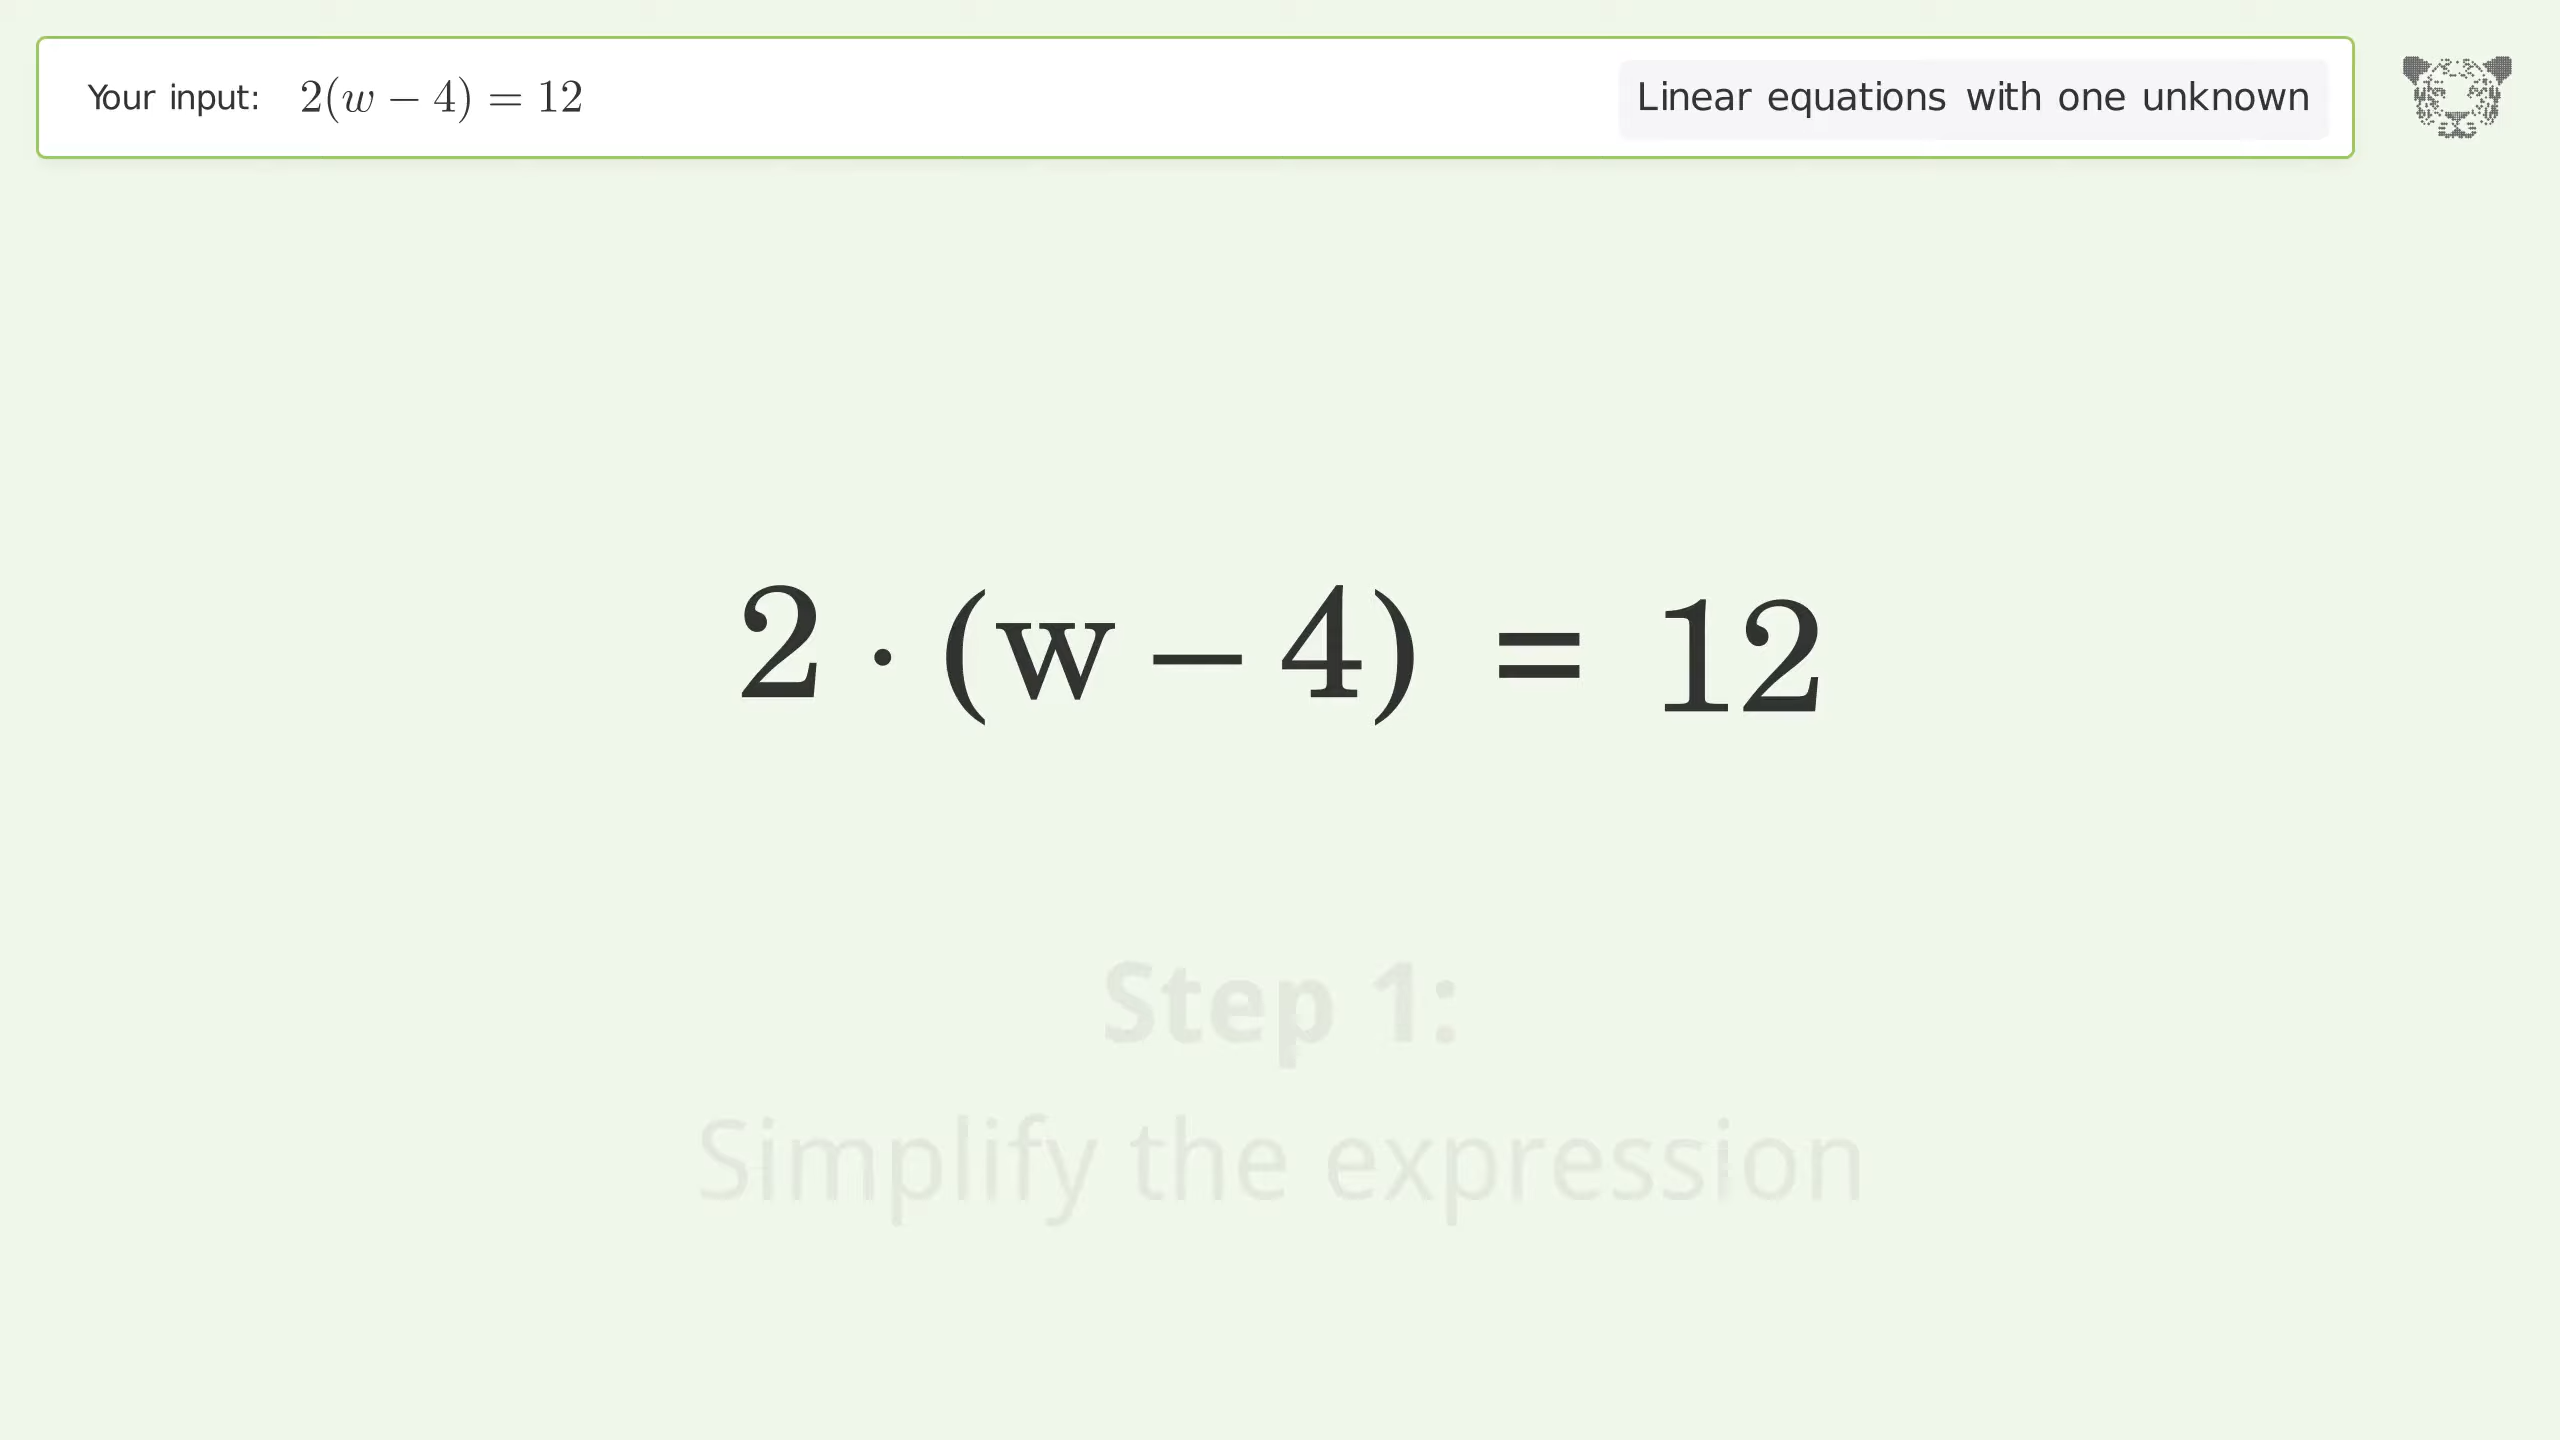 Your input: 2(w − 4) = 12
Linear equations with one unknown
2 · (w − 4) = 12
Step 1:
Simplify the expression